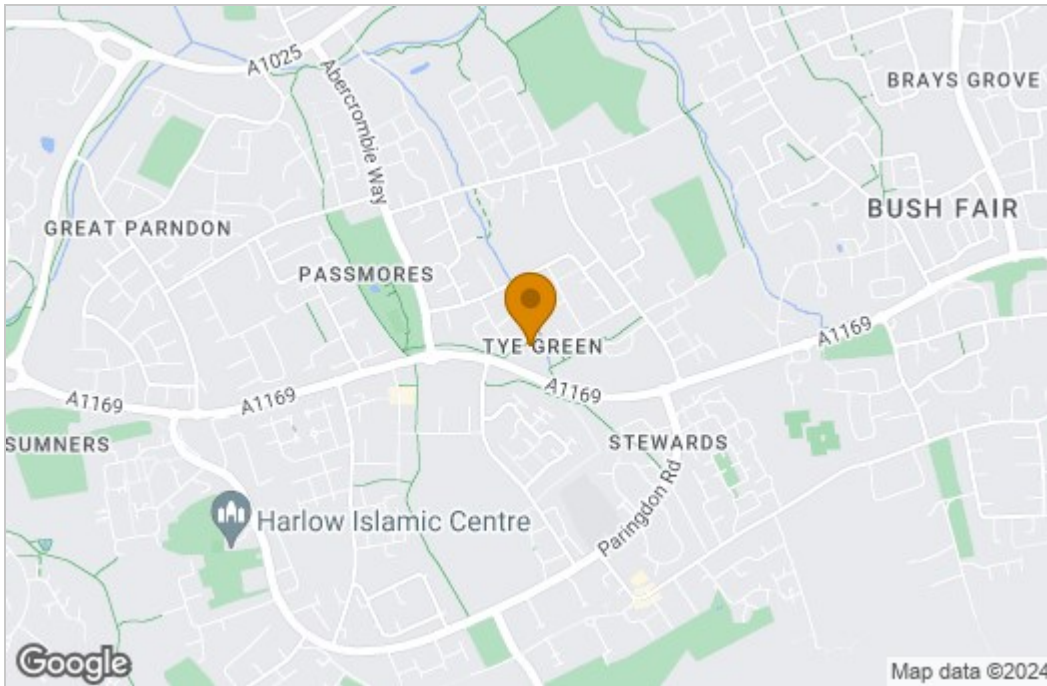 A1025
Abercrombie Way
BRAYS GROVE
GREAT PARNDON
BUSH FAIR
PASSMORES
TYE GREEN
A1169
A1169
A1169
A1169
SUMNERS
STEWARDS
Harlow Islamic Centre
Paringdon Rd
Google
Map data ©2024